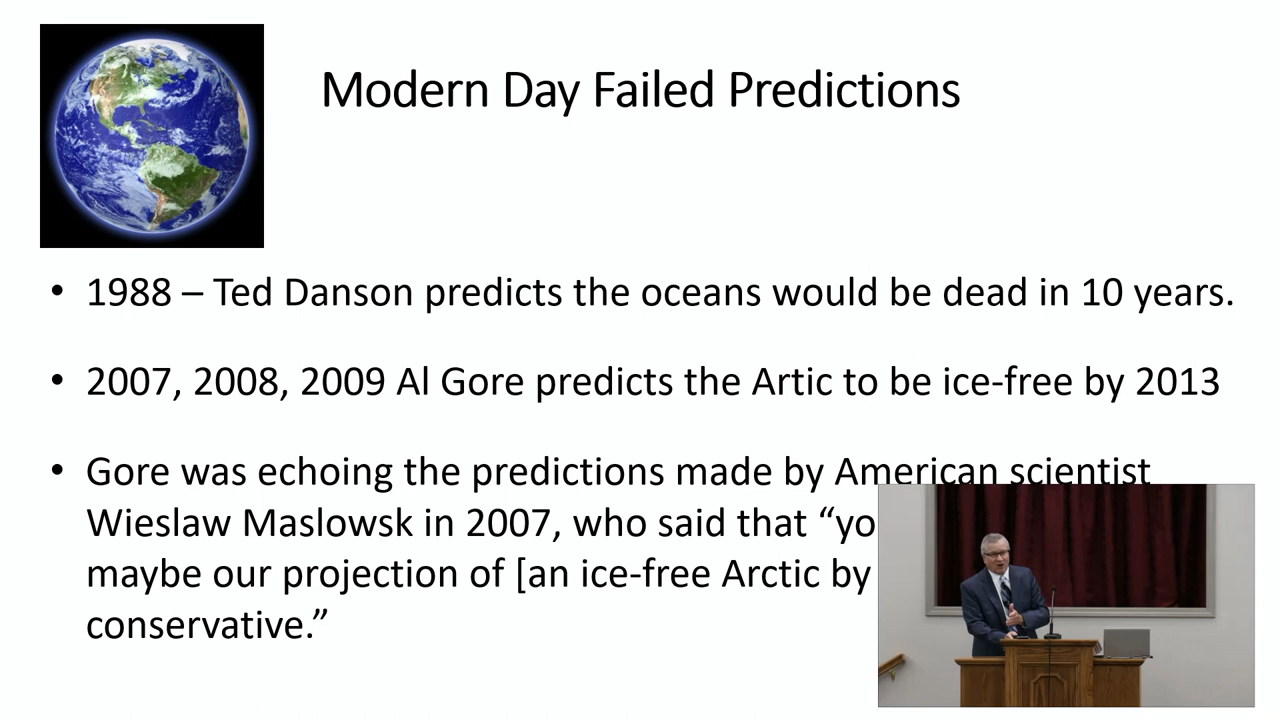 Modern Day Failed Predictions
• 1988 – Ted Danson predicts the oceans would be dead in 10 years.
• 2007, 2008, 2009 Al Gore predicts the Artic to be ice-free by 2013
• Gore was echoing the predictions made by American scientist
Wieslaw Maslowsk in 2007, who said that “yo
maybe our projection of [an ice-free Arctic by
conservative.”